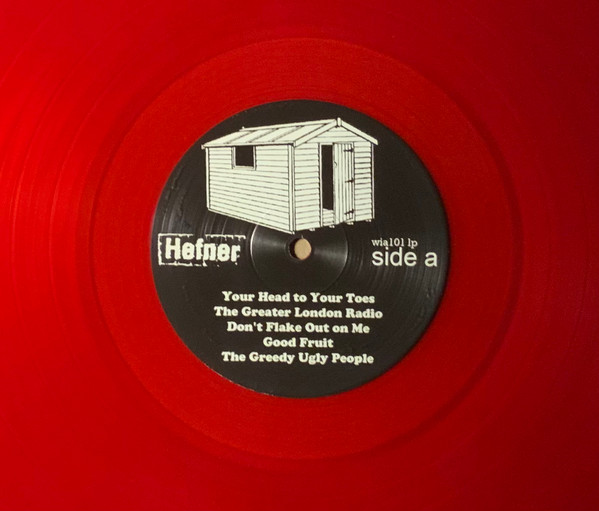 Hefner
wia101 lp
side a
Your Head to Your Toes
The Greater London Radio
Don't Flake Out on Me
Good Fruit
The Greedy Ugly People